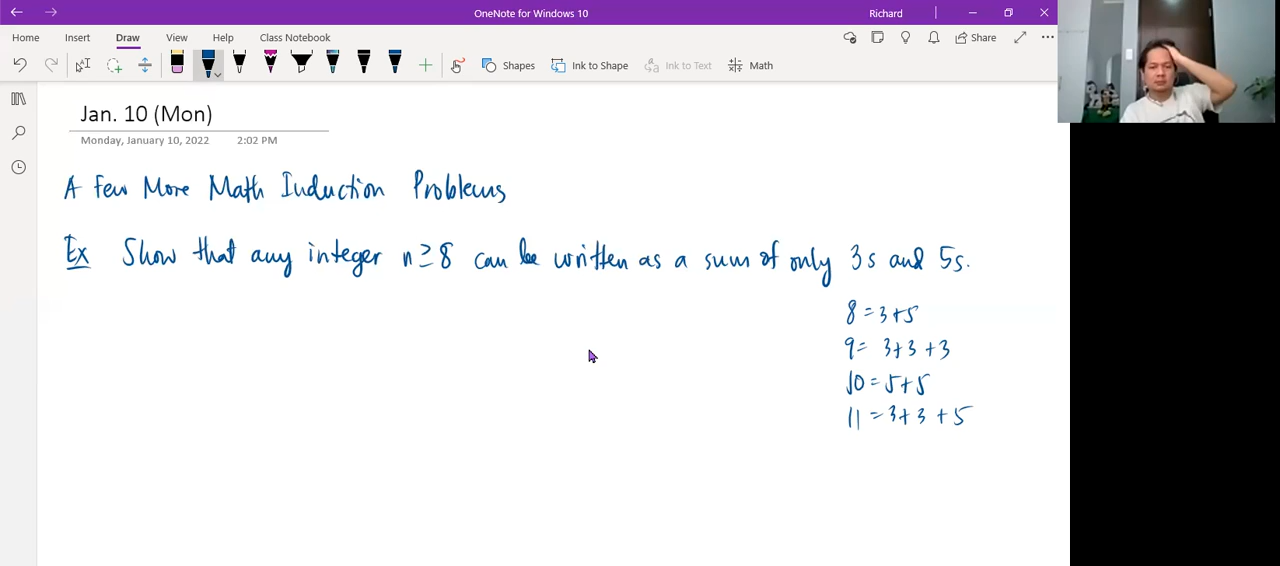 OneNote for Windows 10
Richard
Home Insert Draw View Help Class Notebook
Share
Shapes Ink to Shape Ink to Text Math
Jan. 10 (Mon)
Monday, January 10, 2022 2:02 PM
A Few More Math Induction Problems
Ex Show that any integer n ≥ 8 can be written as a sum of only 3s and 5s.
8 = 3+5
9 = 3+3+3
10 = 5+5
11 = 3+3+5